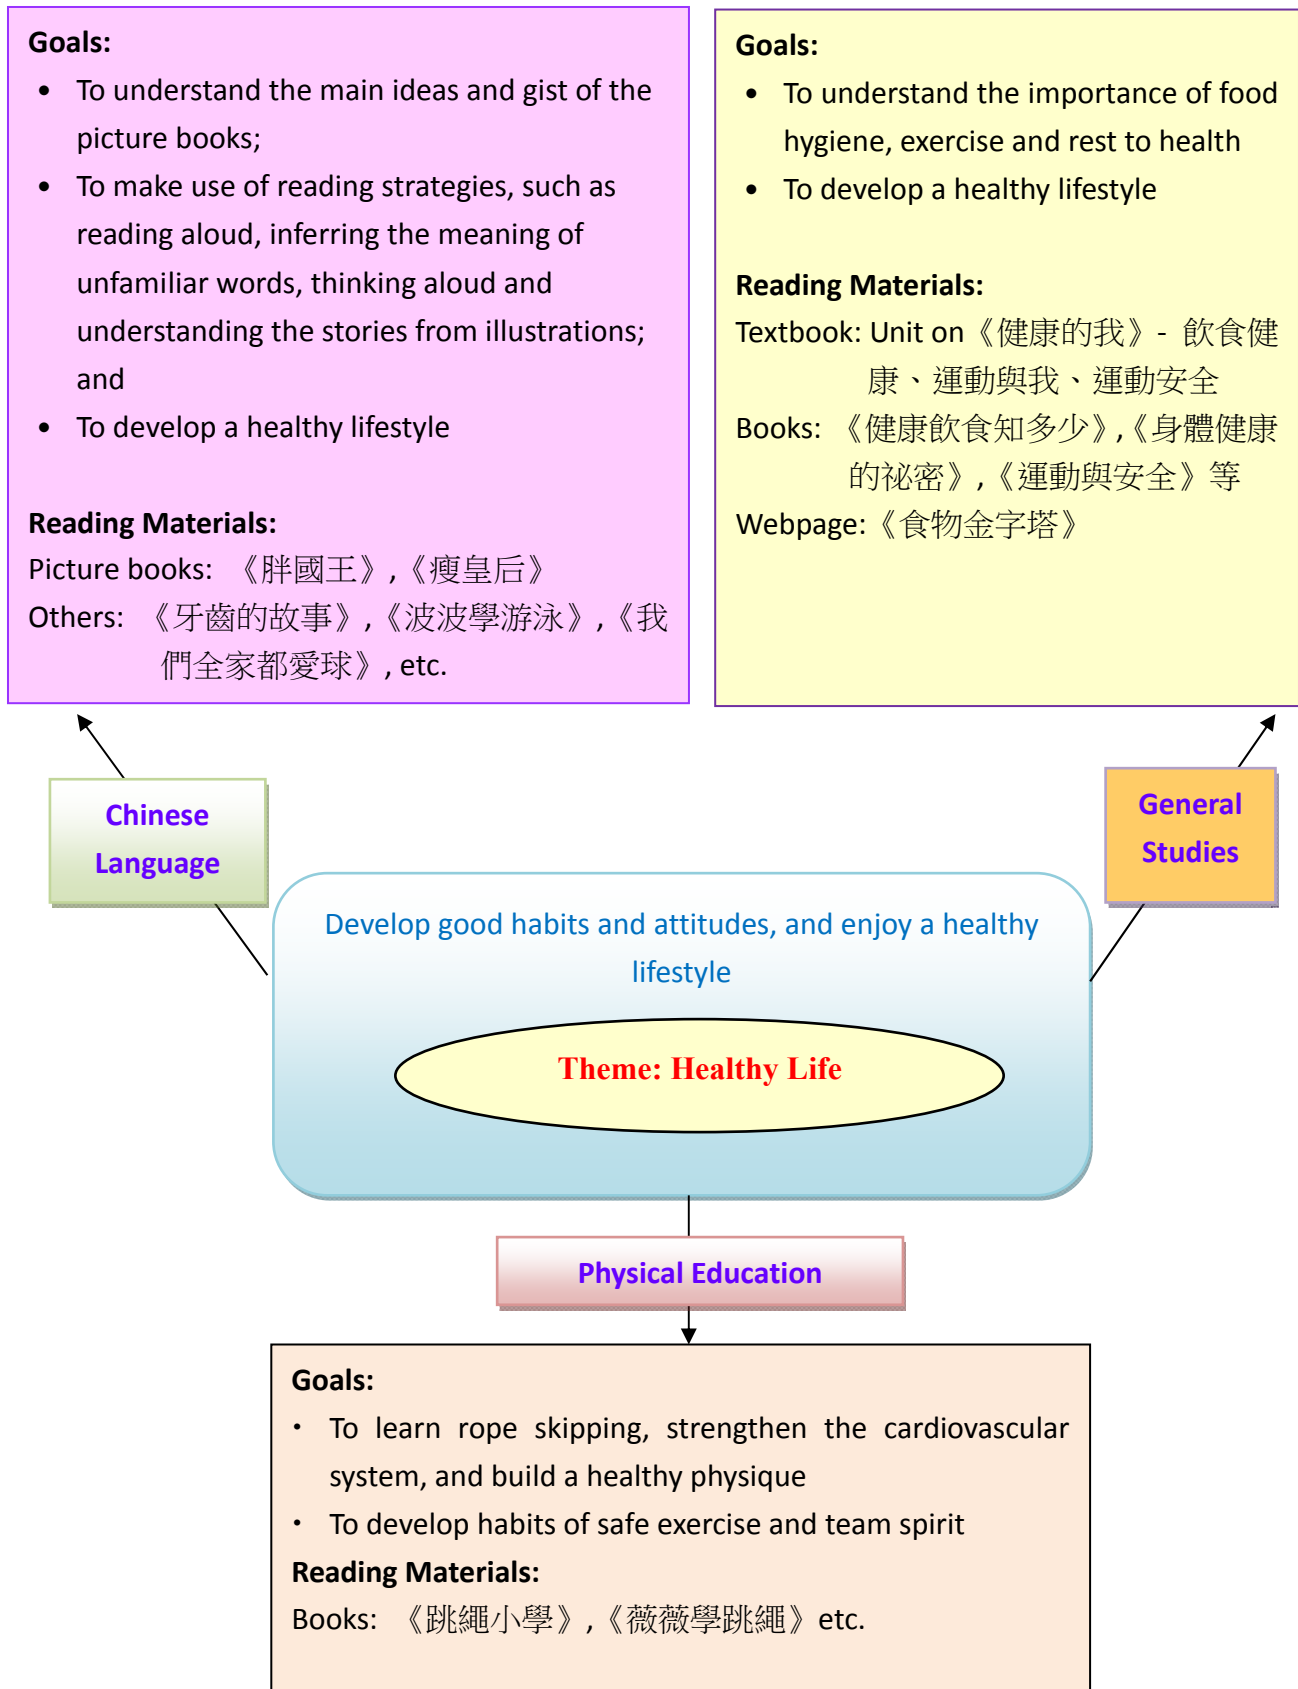 Goals:
• To understand the main ideas and gist of the
picture books;
• To make use of reading strategies, such as
reading aloud, inferring the meaning of
unfamiliar words, thinking aloud and
understanding the stories from illustrations;
and
• To develop a healthy lifestyle
Reading Materials:
Picture books: 《胖國王》,《瘦皇后》
Others: 《牙齒的故事》,《波波學游泳》,《我
們全家都愛球》, etc.
Goals:
• To understand the importance of food
hygiene, exercise and rest to health
• To develop a healthy lifestyle
Reading Materials:
Textbook: Unit on《健康的我》- 飲食健
康、運動與我、運動安全
Books: 《健康飲食知多少》,《身體健康
的祕密》,《運動與安全》等
Webpage:《食物金字塔》
Chinese
Language
General
Studies
Develop good habits and attitudes, and enjoy a healthy
lifestyle
Theme: Healthy Life
Physical Education
Goals:
· To learn rope skipping, strengthen the cardiovascular
system, and build a healthy physique
· To develop habits of safe exercise and team spirit
Reading Materials:
Books: 《跳繩小學》,《薇薇學跳繩》etc.